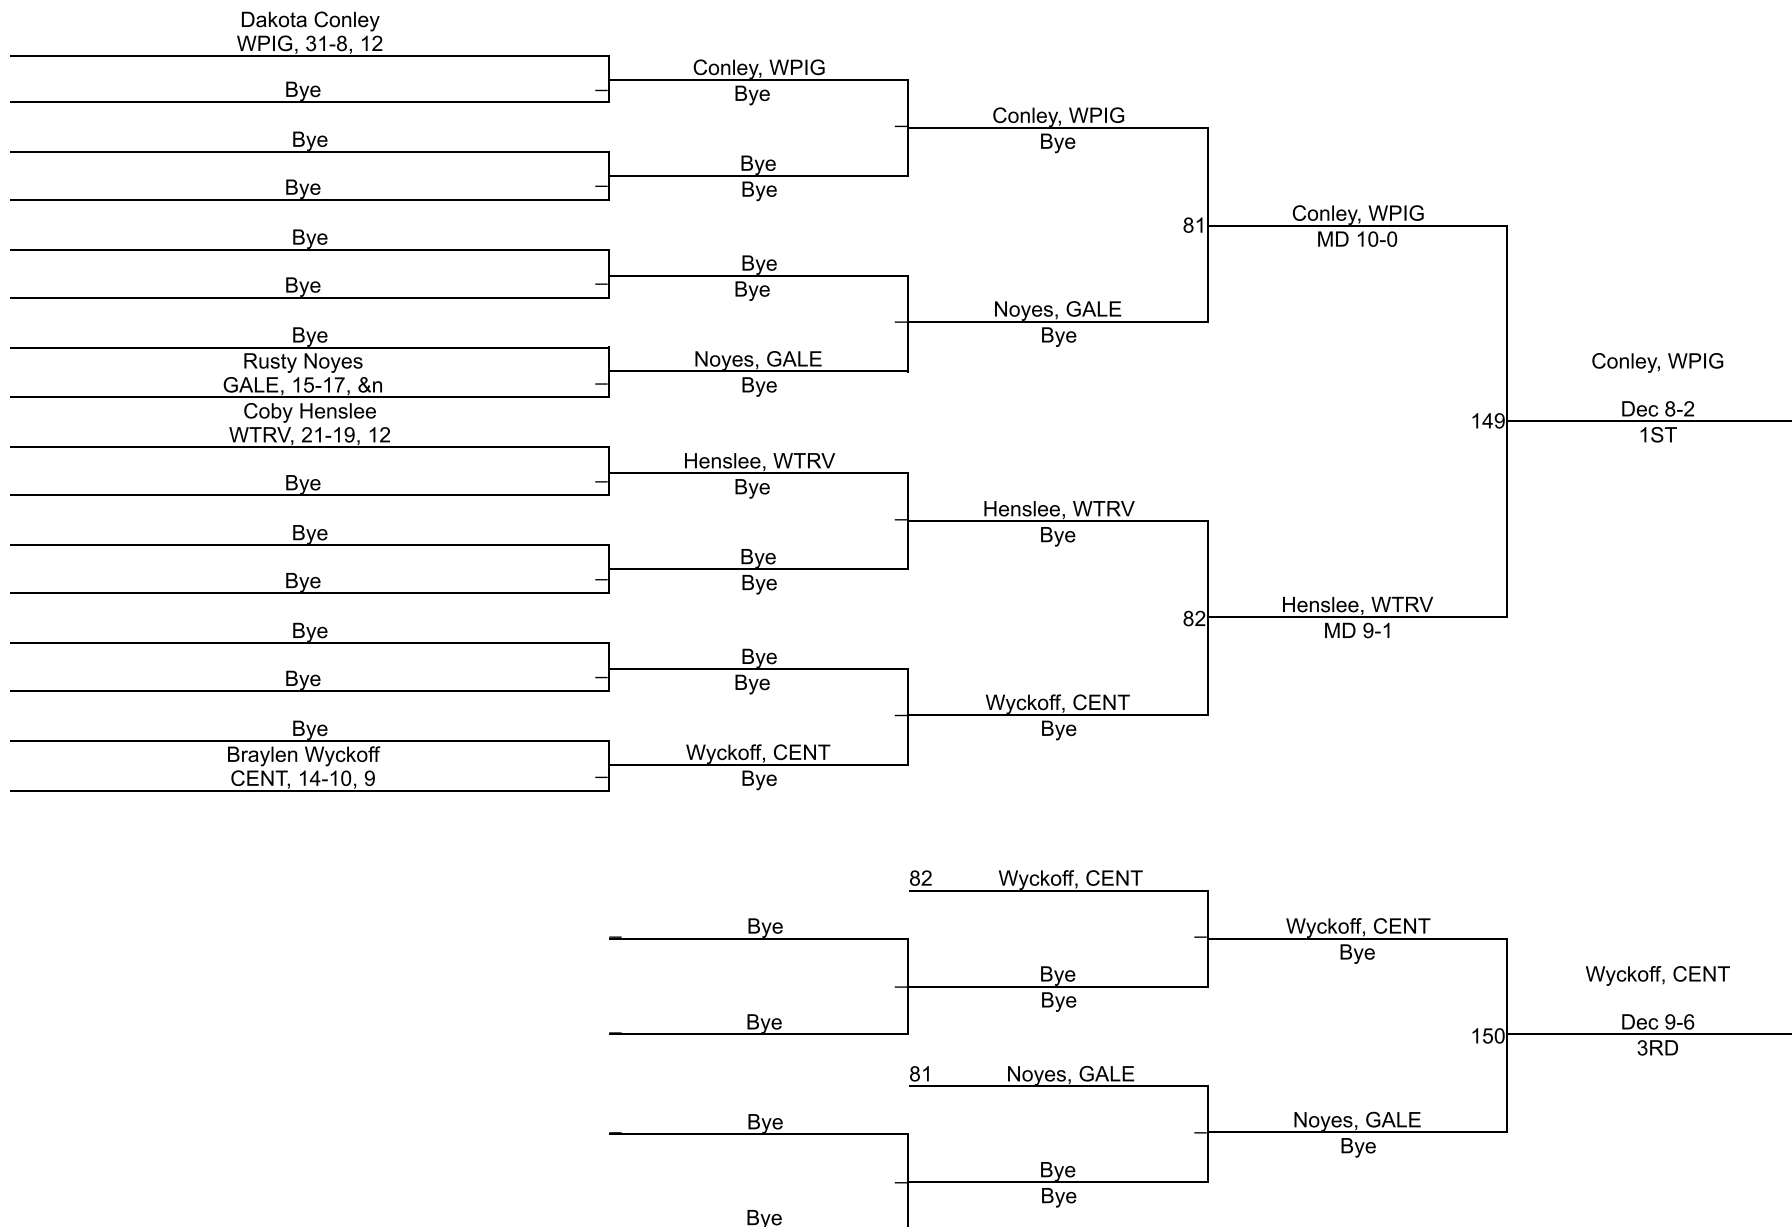 Dakota Conley
WPIG, 31-8, 12
Bye
Bye
Bye
Bye
Bye
Bye
Rusty Noyes
GALE, 15-17, &n
Coby Henslee
WTRV, 21-19, 12
Bye
Bye
Bye
Bye
Bye
Bye
Braylen Wyckoff
CENT, 14-10, 9
Conley, WPIG
Bye
Bye
Bye
Bye
Bye
Noyes, GALE
Bye
Henslee, WTRV
Bye
Bye
Bye
Bye
Bye
Wyckoff, CENT
Bye
Conley, WPIG
Bye
Noyes, GALE
Bye
Henslee, WTRV
Bye
Wyckoff, CENT
Bye
81
Conley, WPIG
MD 10-0
82
Henslee, WTRV
MD 9-1
149
Conley, WPIG
Dec 8-2
1ST
Bye
Bye
Bye
Bye
82 Wyckoff, CENT
Bye
Bye
81 Noyes, GALE
Bye
Bye
Wyckoff, CENT
Bye
Noyes, GALE
Bye
150
Wyckoff, CENT
Dec 9-6
3RD